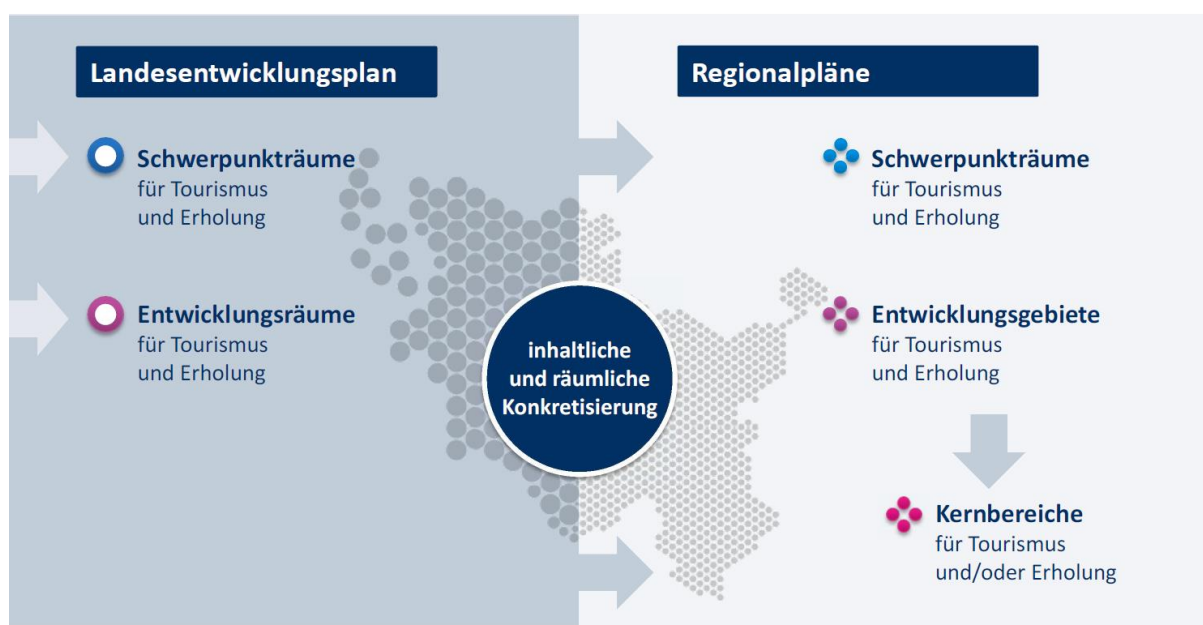 Landesentwicklungsplan
Schwerpunkträume
für Tourismus
und Erholung
Entwicklungsräume
für Tourismus
und Erholung
inhaltliche
und räumliche
Konkretisierung
Regionalpläne
Schwerpunkträume
für Tourismus
und Erholung
Entwicklungsgebiete
für Tourismus
und Erholung
Kernbereiche
für Tourismus
und/oder Erholung